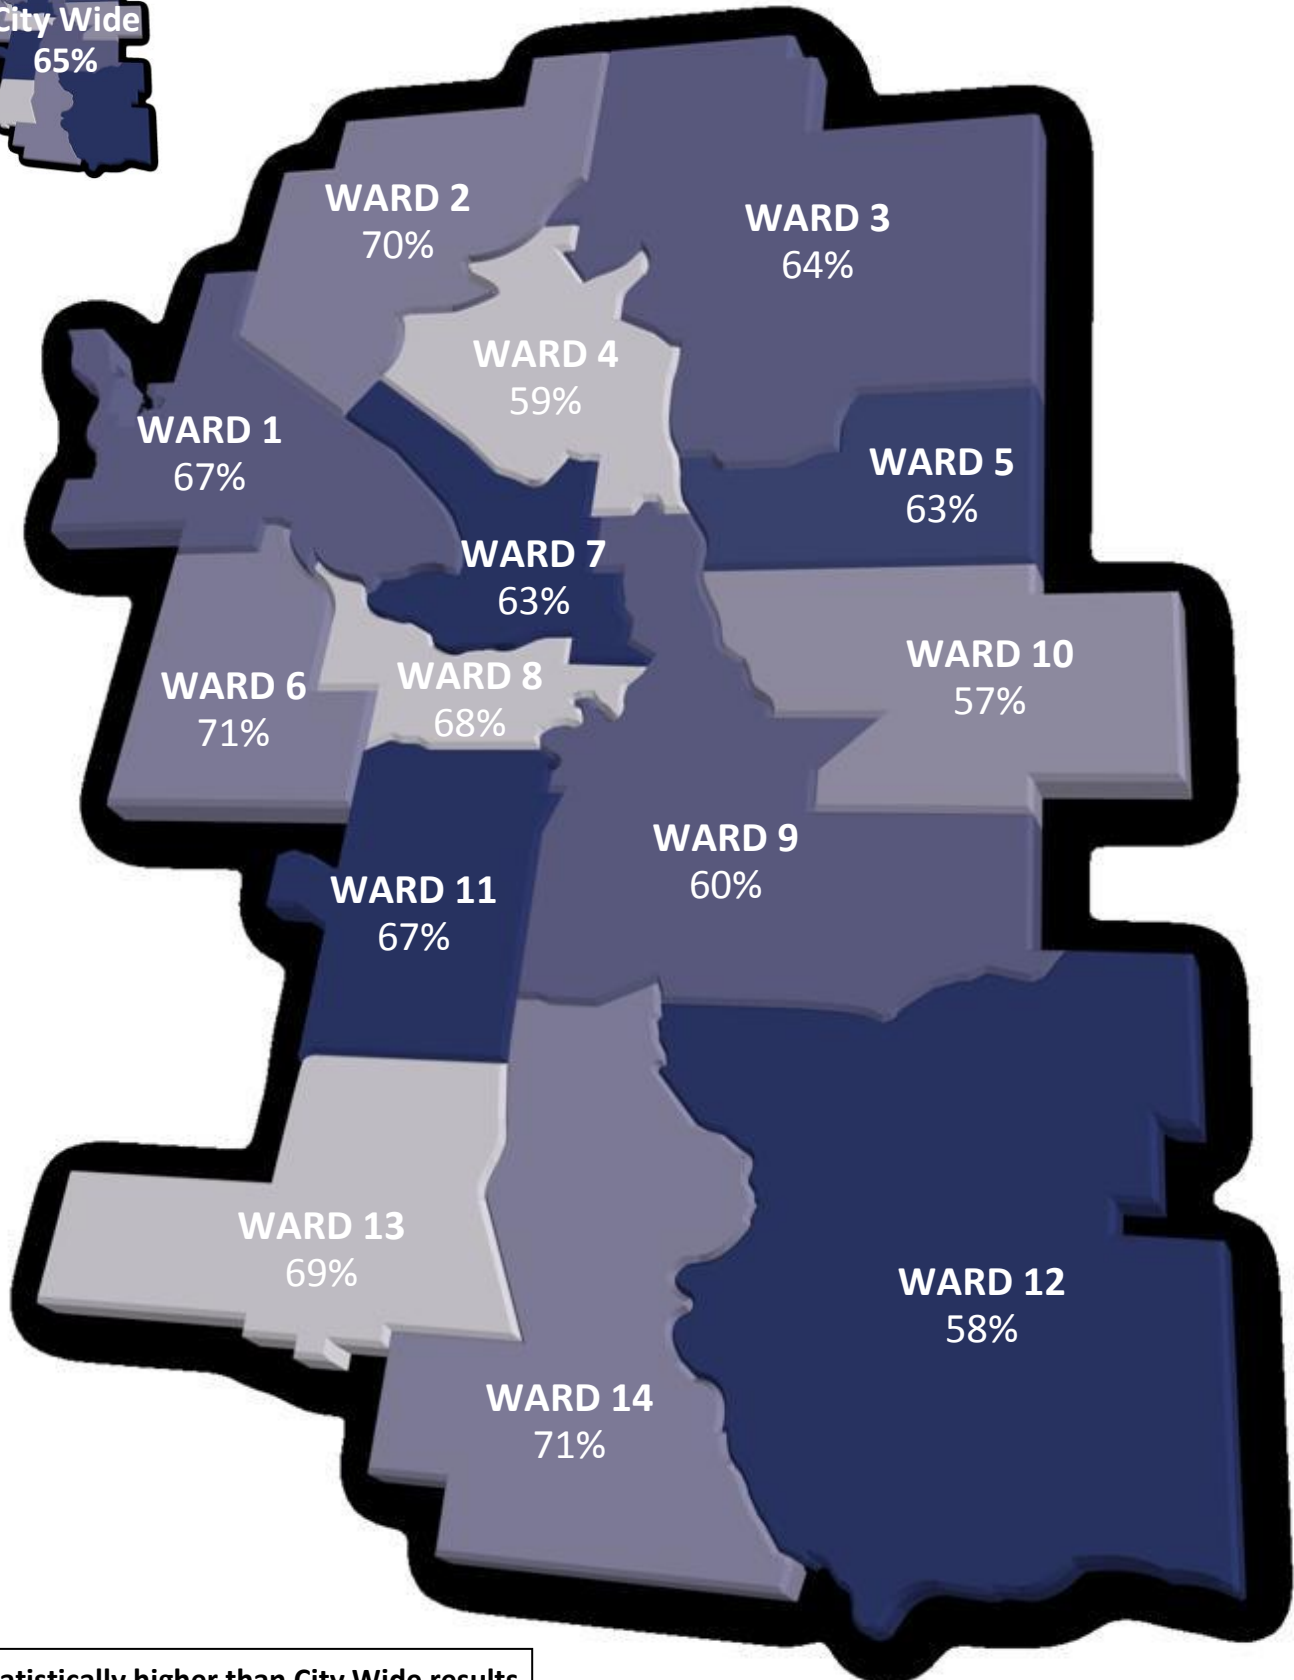 City Wide
65%
WARD 2
70%
WARD 3
64%
WARD 4
59%
WARD 1
67%
WARD 5
63%
WARD 7
63%
WARD 10
57%
WARD 8
68%
WARD 6
71%
WARD 9
60%
WARD 11
67%
WARD 13
69%
WARD 12
58%
WARD 14
71%
higher than City Wide results